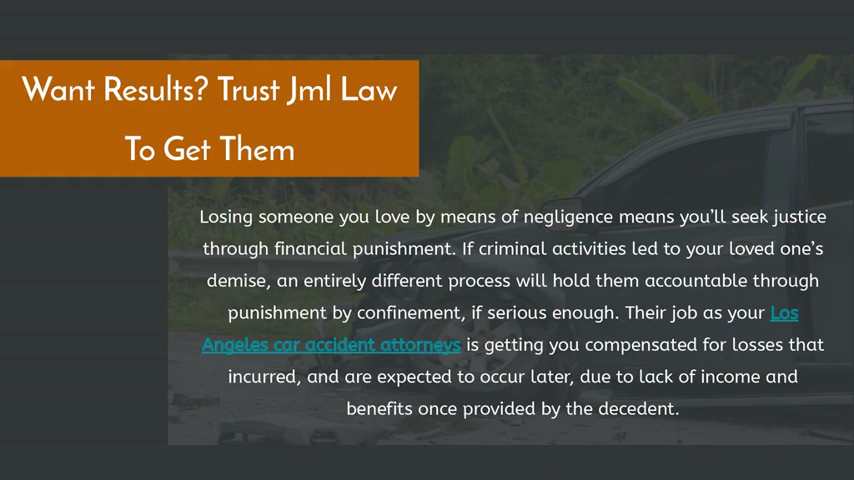 Want Results? Trust Jml Law
To Get Them
Losing someone you love by means of negligence means you’ll seek justice
through financial punishment. If criminal activities led to your loved one’s
demise, an entirely different process will hold them accountable through
punishment by confinement, if serious enough. Their job as your Los
Angeles car accident attorneys is getting you compensated for losses that
incurred, and are expected to occur later, due to lack of income and
benefits once provided by the decedent.